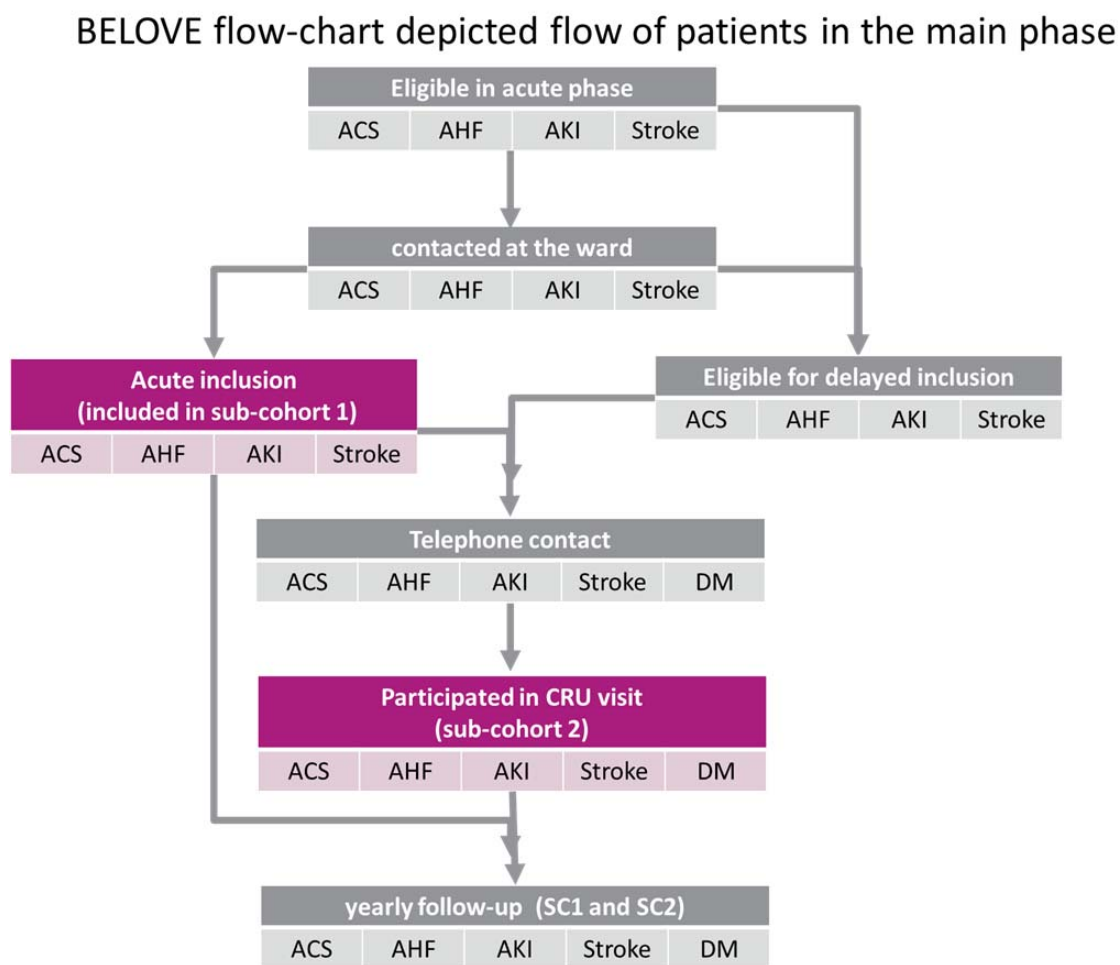 BELOVE flow-chart depicted flow of patients in the main phase
Eligible in acute phase
ACS AHF AKI Stroke
contacted at the ward
ACS AHF AKI Stroke
Acute inclusion
(included in sub-cohort 1)
ACS AHF AKI Stroke
Eligible for delayed inclusion
ACS AHF AKI Stroke
Telephone contact
ACS AHF AKI Stroke DM
Participated in CRU visit
(sub-cohort 2)
ACS AHF AKI Stroke DM
yearly follow-up (SC1 and SC2)
ACS AHF AKI Stroke DM